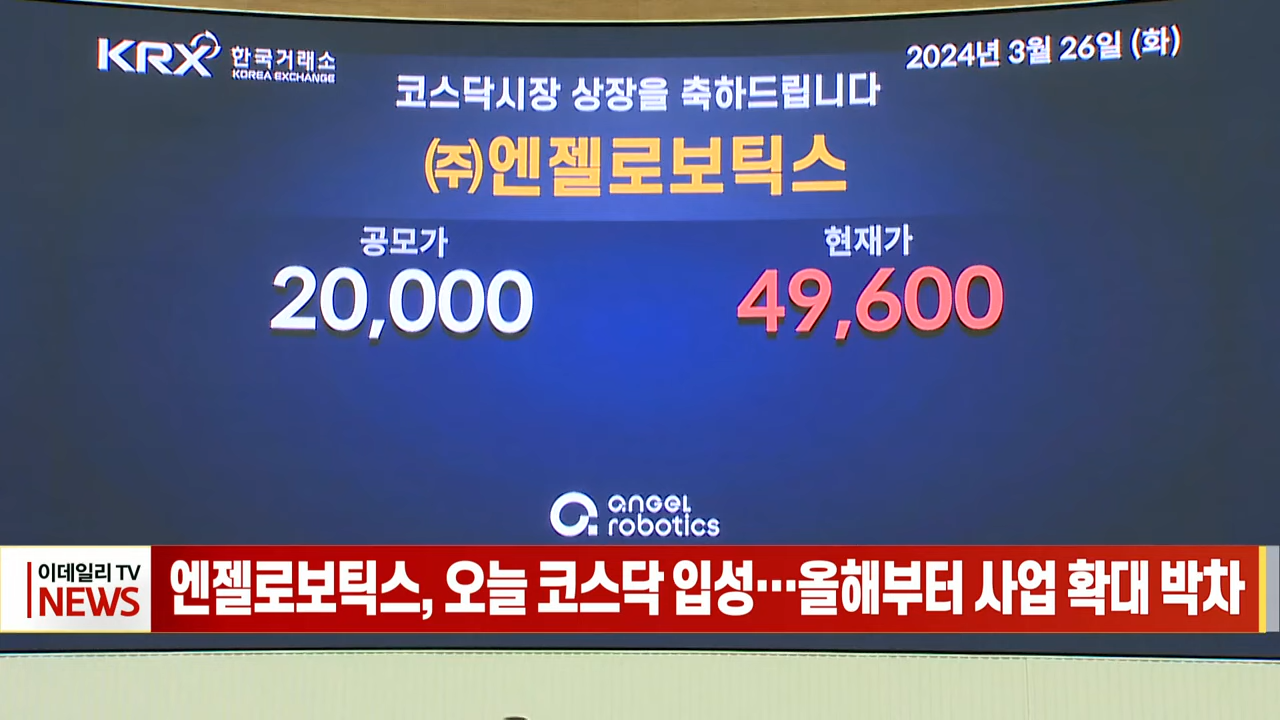 KRX 한국거래소
KOREA EXCHANGE
2024년 3월 26일 (화)
코스닥시장 상장을 축하드립니다
㈜엔젤로보틱스
공모가
현재가
20,000
49,600
angel
robotics
이데일리 TV
NEWS
엔젤로보틱스, 오늘 코스닥 입성…올해부터 사업 확대 박차